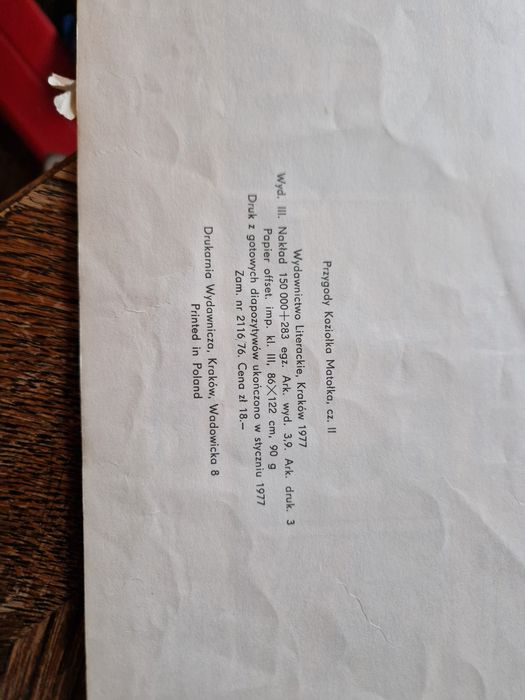 Przygody Koziołka Matołka, cz. II
Wydawnictwo Literackie, Kraków 1977
Wyd. III. Nakład 150 000+283 egz. Ark. wyd. 3,9. Ark. druk. 3
Papier offset. imp. kl. III, 86×122 cm, 90 g
Druk z gotowych diapozytywów ukończono w styczniu 1977
Zam. nr 2116/76. Cena zł 18.–
Drukarnia Wydawnicza, Kraków, Wadowicka 8
Printed in Poland